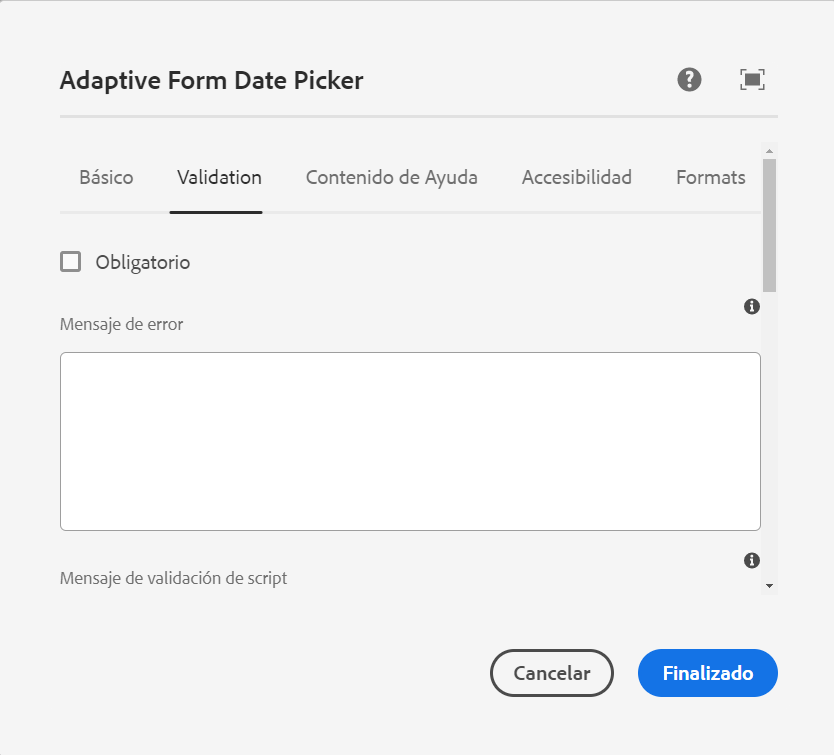 Adaptive Form Date Picker
Básico Validation Contenido de Ayuda Accesibilidad Formats
Obligatorio
Mensaje de error
Mensaje de validación de script
Cancelar Finalizado